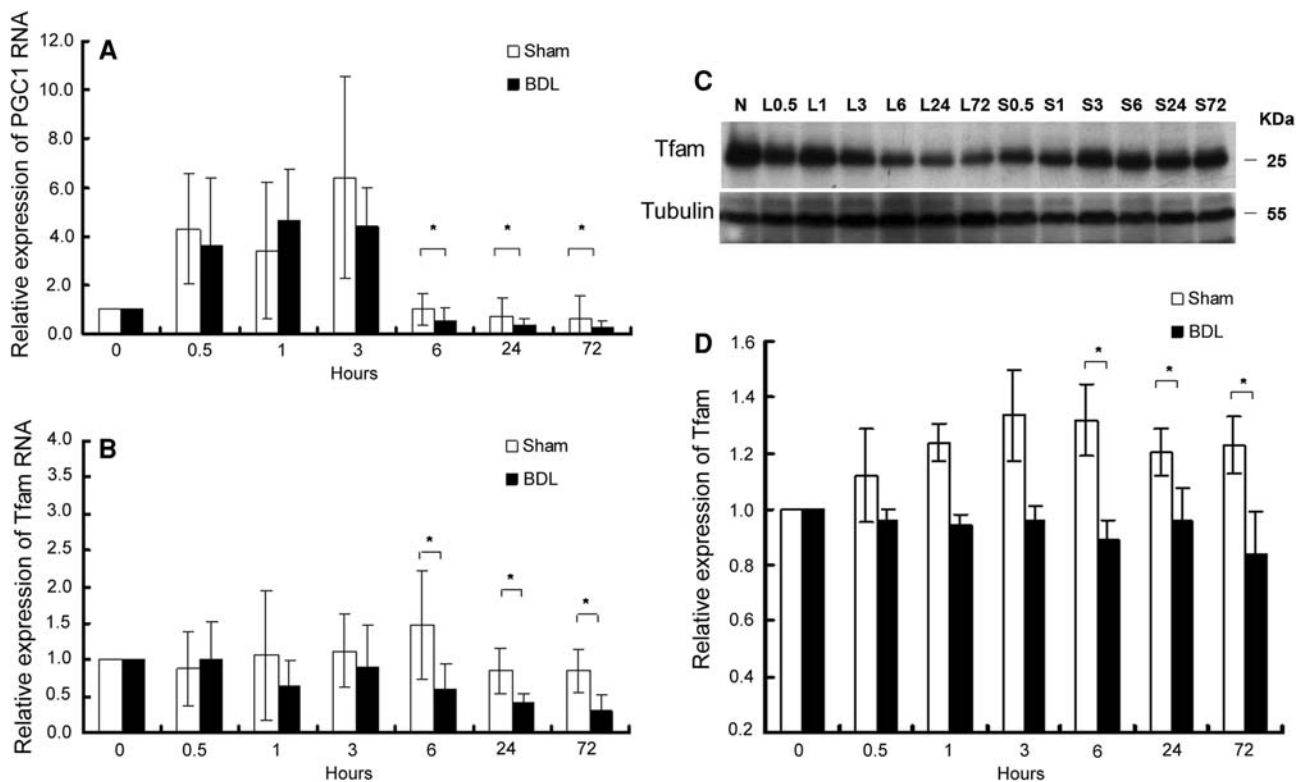 A
Relative expression of PGC1 RNA
12.0
10.0
8.0
6.0
4.0
2.0
0.0
Sham
BDL
* * *
0 0.5 1 3 6 24 72
Hours
B
Relative expression of Tfam RNA
4.0
3.5
3.0
2.5
2.0
1.5
1.0
0.5
0.0
Sham
BDL
*
*
*
0 0.5 1 3 6 24 72
Hours
C
N L0.5 L1 L3 L6 L24 L72 S0.5 S1 S3 S6 S24 S72 KDa
Tfam – 25
Tubulin – 55
D
Relative expression of Tfam
Sham
BDL
1.6
1.4
1.2
1.0
0.8
0.6
0.4
0.2
*
*
*
0 0.5 1 3 6 24 72
Hours